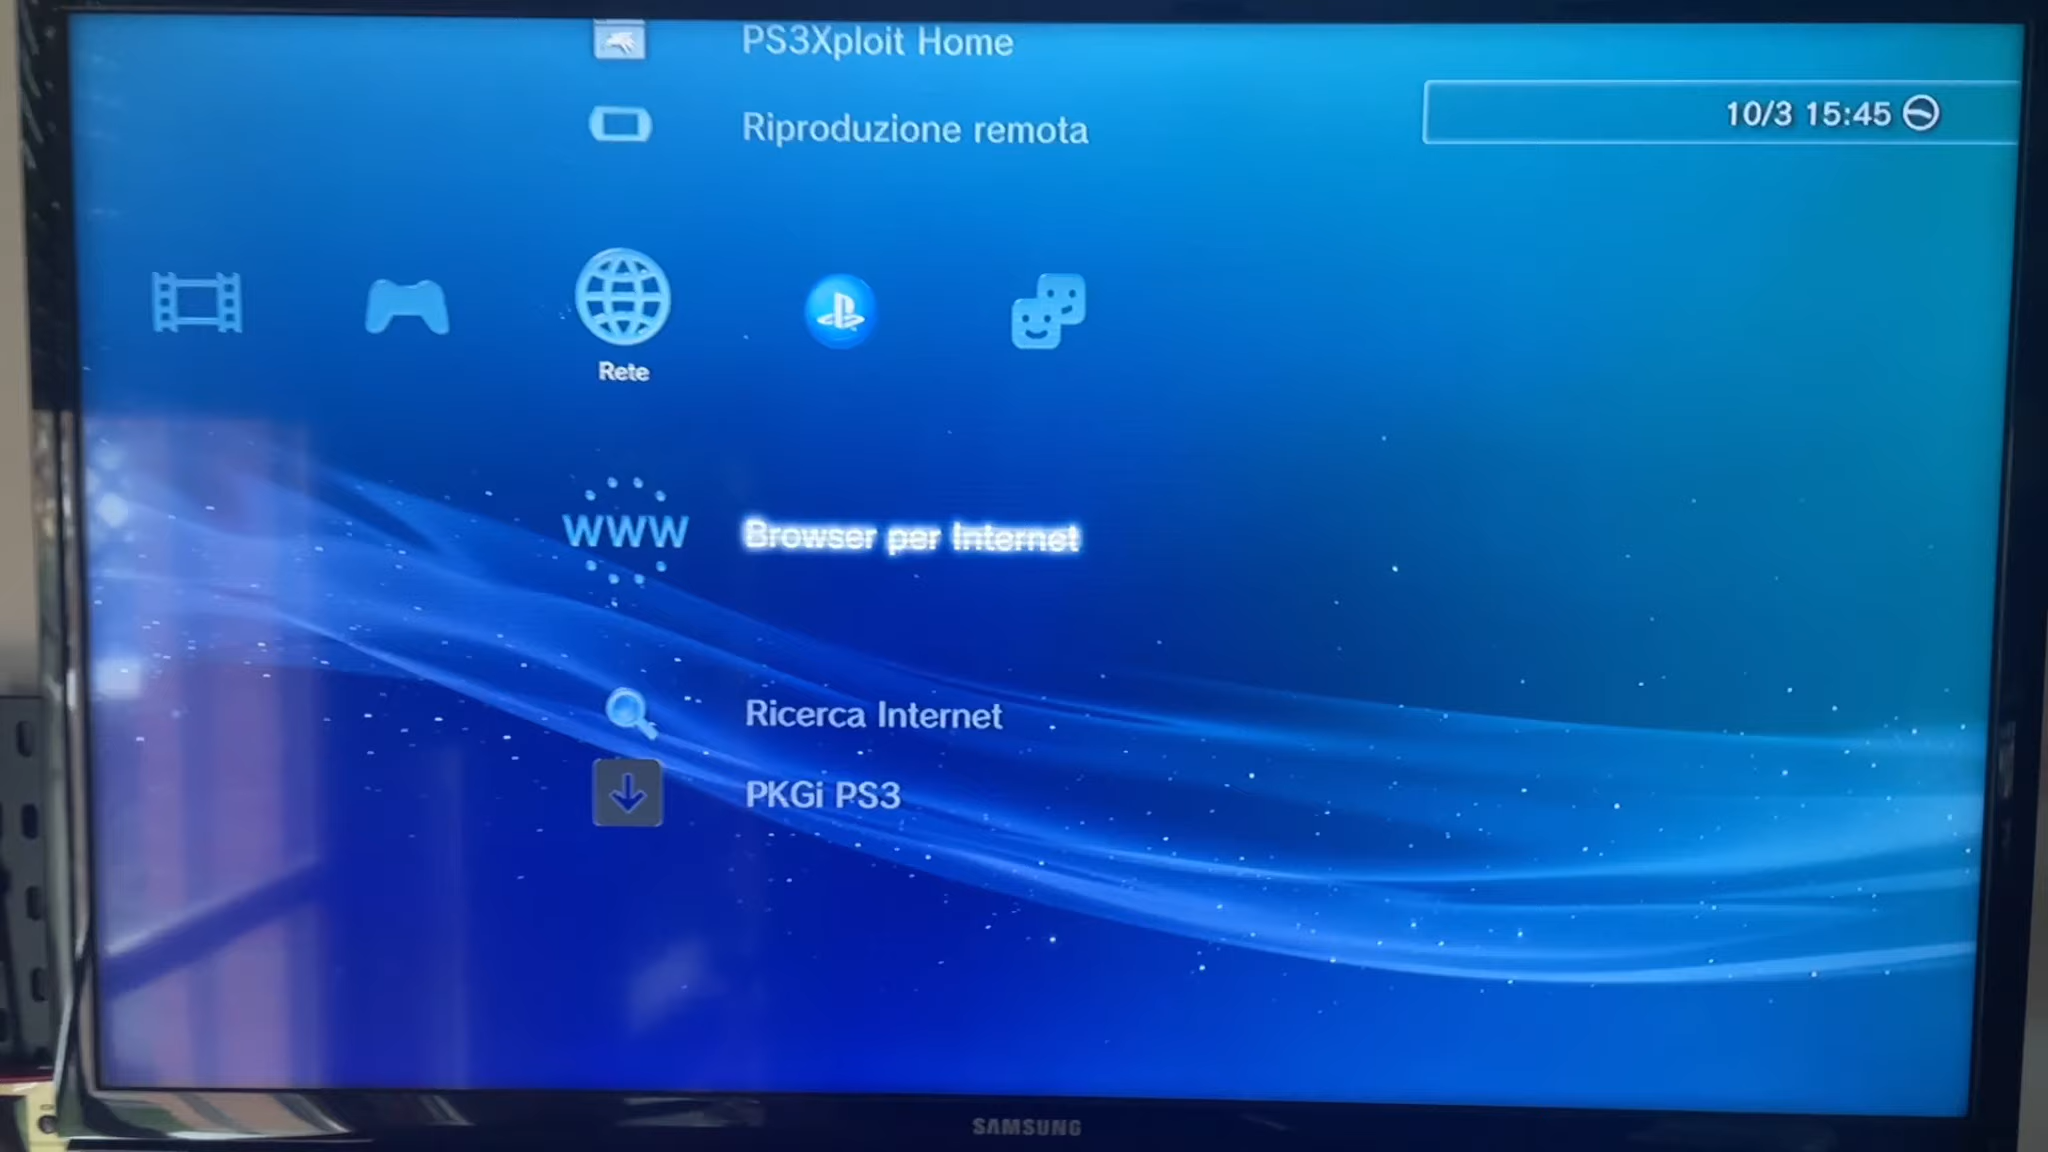 PS3Xploit Home
Riproduzione remota
10/3 15:45
Rete
WWW
Browser per Internet
Ricerca Internet
PKGi PS3
SAMSUNG